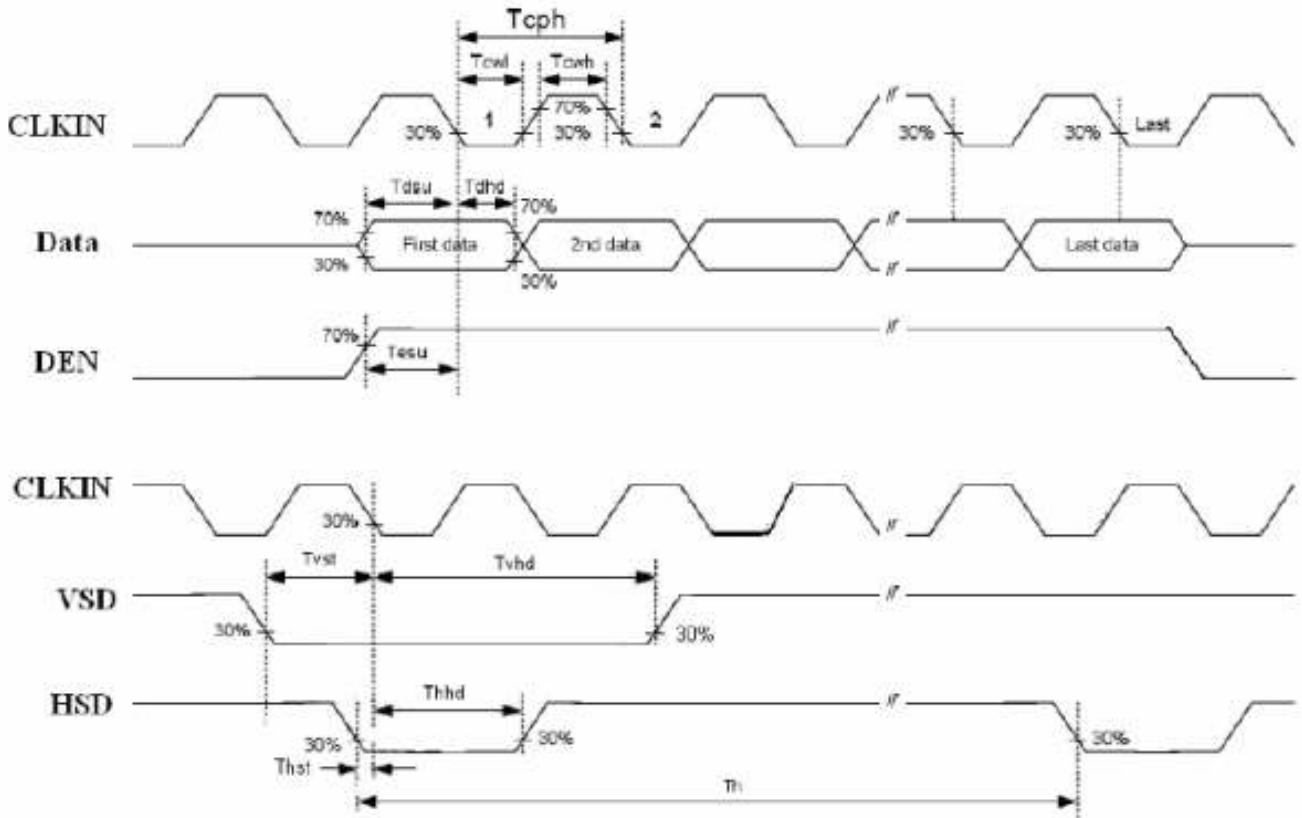 Tcph
Tcwl
Tcwh
CLKIN
30%
1
70%
30%
2
30%
30%
Last
Tdsu
Tdhd
70%
70%
Data
First data
2nd data
Last data
30%
30%
70%
DEN
Tesu
CLKIN
30%
Tvst
Tvhd
VSD
30%
30%
HSD
Thhd
30%
30%
30%
Thst
Th